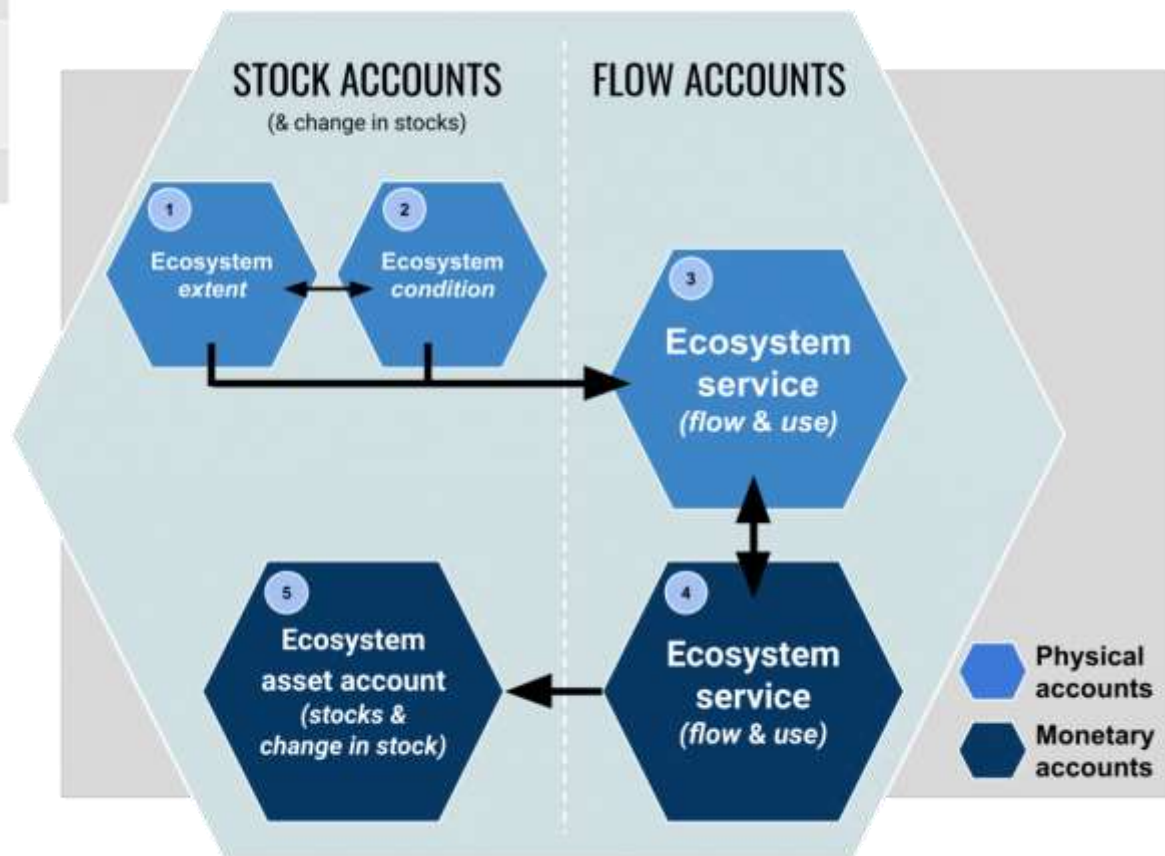 STOCK ACCOUNTS
(& change in stocks)
FLOW ACCOUNTS
1
Ecosystem
extent
2
Ecosystem
condition
3
Ecosystem
service
(flow & use)
5
Ecosystem
asset account
(stocks &
change in stock)
4
Ecosystem
service
(flow & use)
Physical
accounts
Monetary
accounts